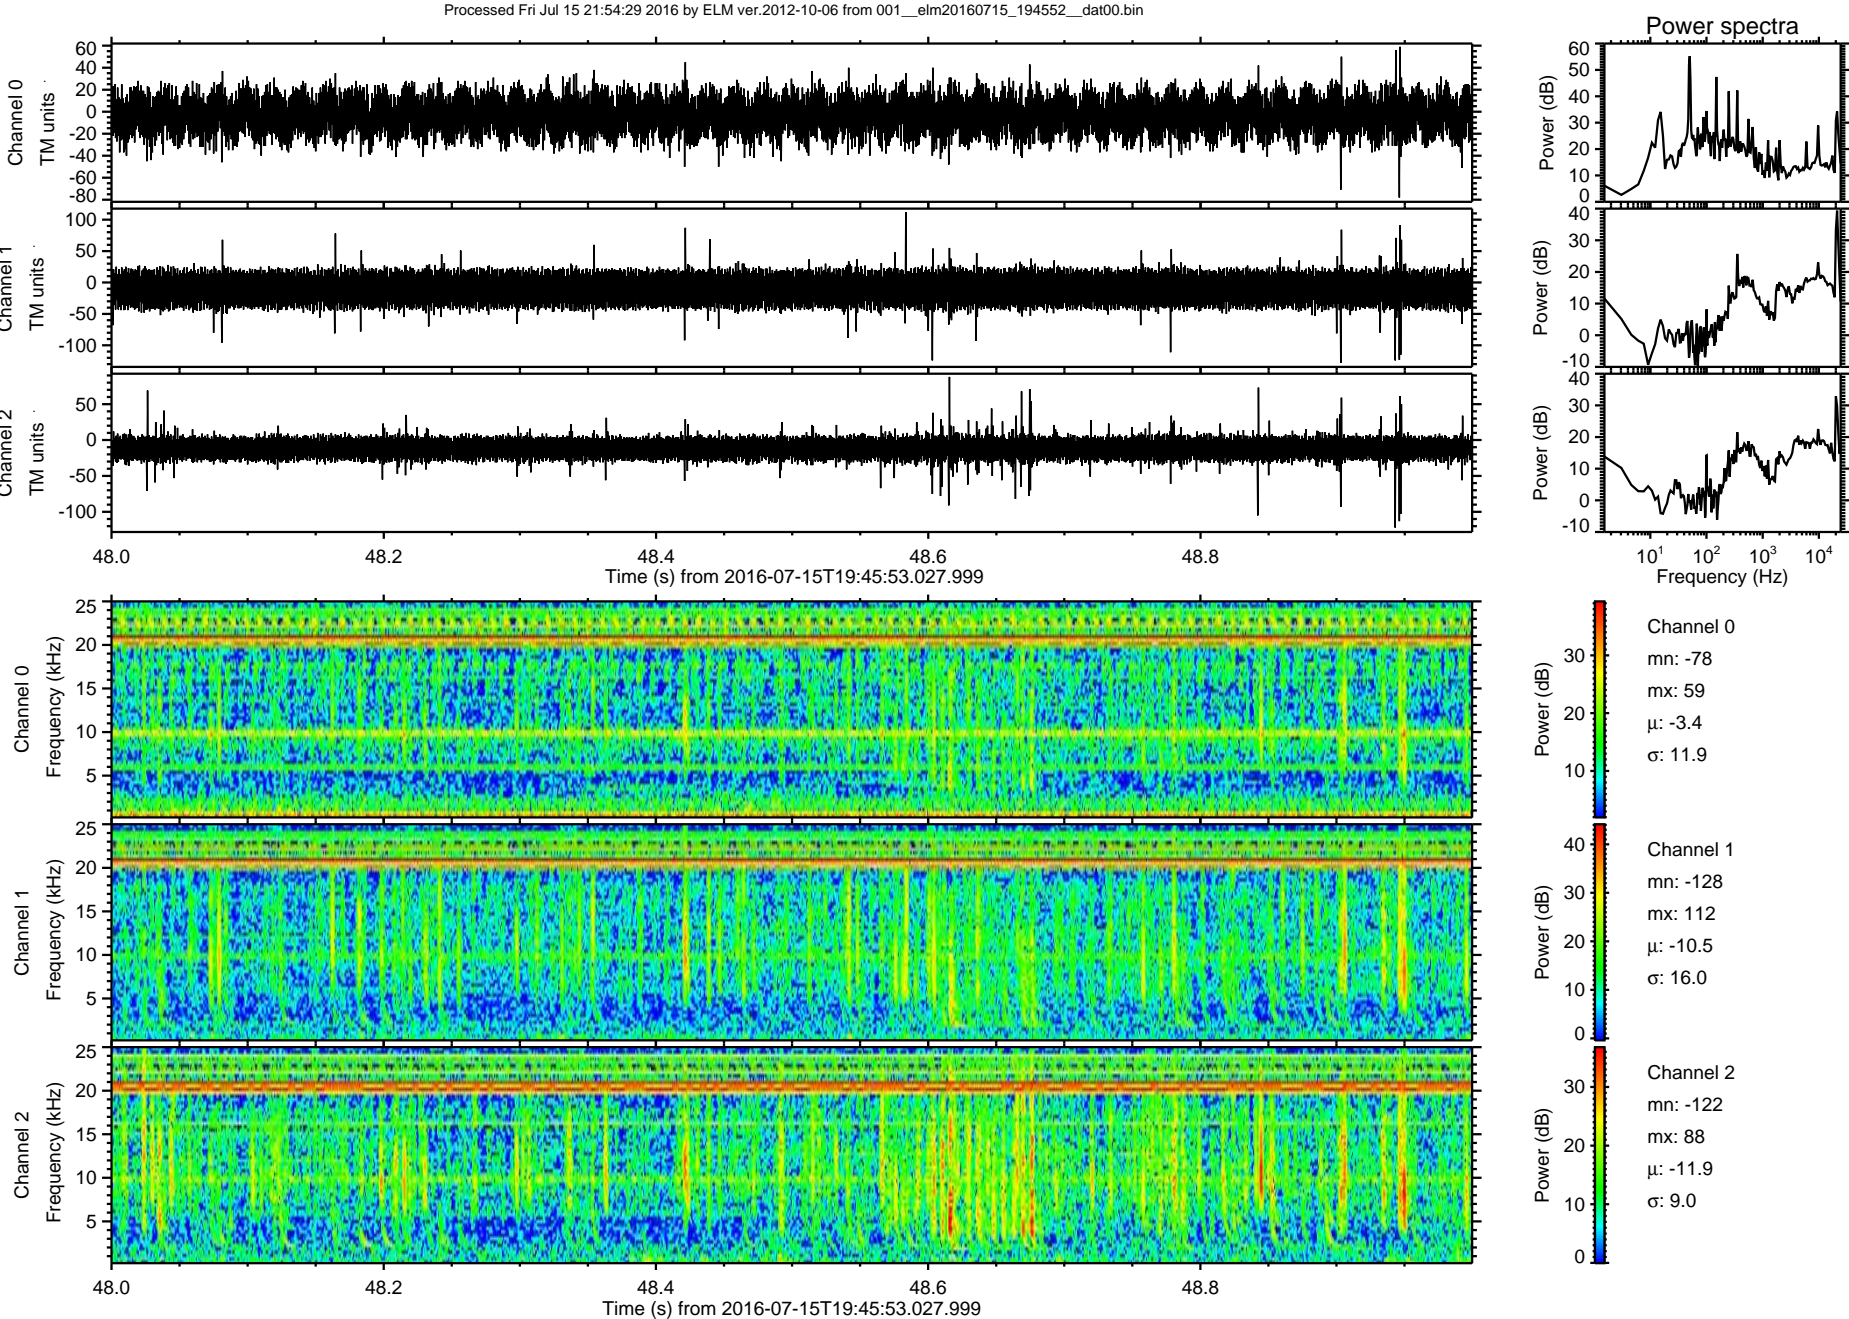 Processed Fri Jul 15 21:54:29 2016 by ELM ver.2012-10-06 from 001__elm20160715_194552__dat00.bin
Power spectra
Channel 0
TM units
60
40
20
0
-20
-40
-60
-80
Power (dB)
60
50
40
30
20
10
0
Channel 1
TM units
100
50
0
-50
-100
Power (dB)
40
30
20
10
0
-10
Channel 2
TM units
50
0
-50
-100
Power (dB)
40
30
20
10
0
-10
48.0 48.2 48.4 48.6 48.8
Time (s) from 2016-07-15T19:45:53.027.999
10¹ 10² 10³ 10⁴
Frequency (Hz)
Channel 0
Frequency (kHz)
25
20
15
10
5
Power (dB)
30
20
10
Channel 0
mn: -78
mx: 59
μ: -3.4
σ: 11.9
Channel 1
Frequency (kHz)
25
20
15
10
5
Power (dB)
40
30
20
10
0
Channel 1
mn: -128
mx: 112
μ: -10.5
σ: 16.0
Channel 2
Frequency (kHz)
25
20
15
10
5
Power (dB)
30
20
10
0
Channel 2
mn: -122
mx: 88
μ: -11.9
σ: 9.0
48.0 48.2 48.4 48.6 48.8
Time (s) from 2016-07-15T19:45:53.027.999